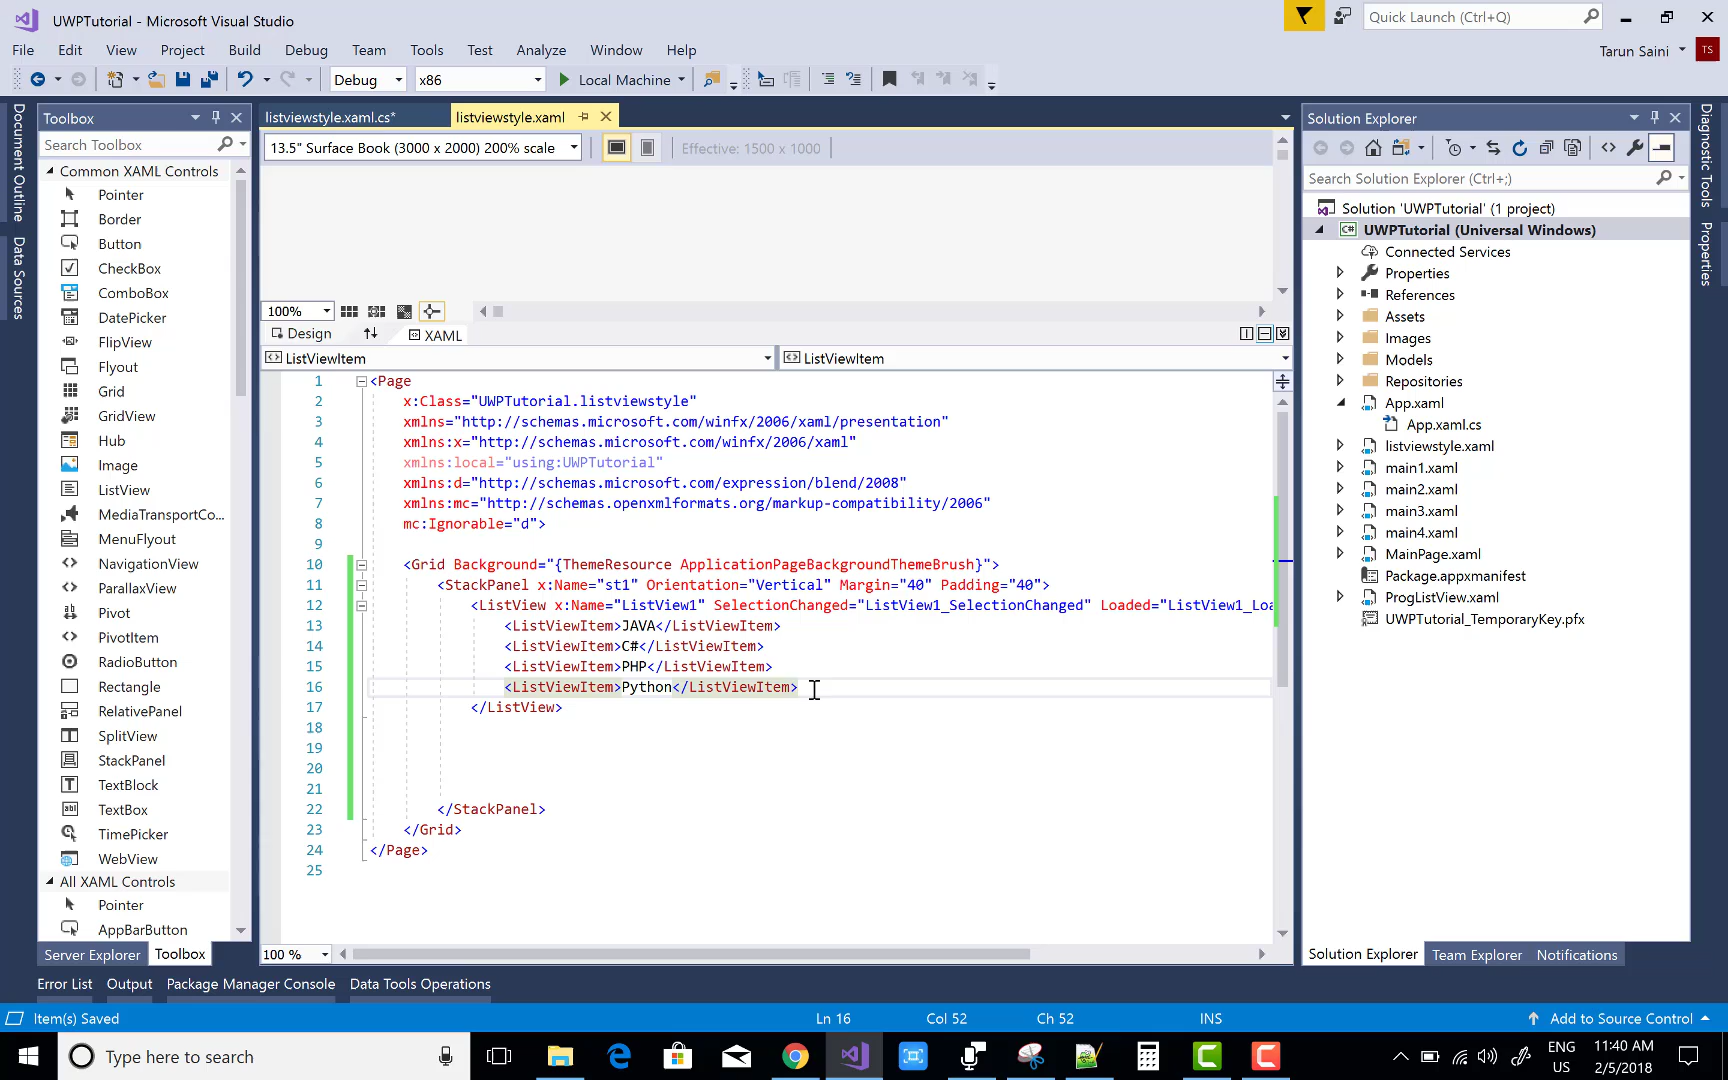 UWPTutorial - Microsoft Visual Studio
Quick Launch (Ctrl+Q)
File Edit View Project Build Debug Team Tools Test Analyze Window Help
Tarun Saini
TS
Debug
x86
Local Machine
Document Outline
Data Sources
Toolbox
Search Toolbox
Common XAML Controls
Pointer
Border
Button
CheckBox
ComboBox
DatePicker
FlipView
Flyout
Grid
GridView
Hub
Image
ListView
MediaTransportCo...
MenuFlyout
NavigationView
ParallaxView
Pivot
PivotItem
RadioButton
Rectangle
RelativePanel
SplitView
StackPanel
TextBlock
TextBox
TimePicker
WebView
All XAML Controls
Pointer
AppBarButton
Server Explorer Toolbox
listviewstyle.xaml.cs* listviewstyle.xaml
13.5" Surface Book (3000 x 2000) 200% scale
Effective: 1500 x 1000
100%
Design XAML
ListViewItem ListViewItem
1 <Page
2 x:Class="UWPTutorial.listviewstyle"
3 xmlns="http://schemas.microsoft.com/winfx/2006/xaml/presentation"
4 xmlns:x="http://schemas.microsoft.com/winfx/2006/xaml"
5 xmlns:local="using:UWPTutorial"
6 xmlns:d="http://schemas.microsoft.com/expression/blend/2008"
7 xmlns:mc="http://schemas.openxmlformats.org/markup-compatibility/2006"
8 mc:Ignorable="d">
9
10 <Grid Background="{ThemeResource ApplicationPageBackgroundThemeBrush}">
11 <StackPanel x:Name="st1" Orientation="Vertical" Margin="40" Padding="40">
12 <ListView x:Name="ListView1" SelectionChanged="ListView1_SelectionChanged" Loaded="ListView1_Loa
13 <ListViewItem>JAVA</ListViewItem>
14 <ListViewItem>C#</ListViewItem>
15 <ListViewItem>PHP</ListViewItem>
16 <ListViewItem>Python</ListViewItem>
17 </ListView>
18
19
20
21
22 </StackPanel>
23 </Grid>
24 </Page>
25
100 %
Solution Explorer
Search Solution Explorer (Ctrl+;)
Solution 'UWPTutorial' (1 project)
C# UWPTutorial (Universal Windows)
Connected Services
Properties
References
Assets
Images
Models
Repositories
App.xaml
App.xaml.cs
listviewstyle.xaml
main1.xaml
main2.xaml
main3.xaml
main4.xaml
MainPage.xaml
Package.appxmanifest
ProgListView.xaml
UWPTutorial_TemporaryKey.pfx
Solution Explorer Team Explorer Notifications
Diagnostic Tools
Properties
Error List Output Package Manager Console Data Tools Operations
Item(s) Saved
Ln 16 Col 52 Ch 52 INS
Add to Source Control
Type here to search
ENG
US
11:40 AM
2/5/2018